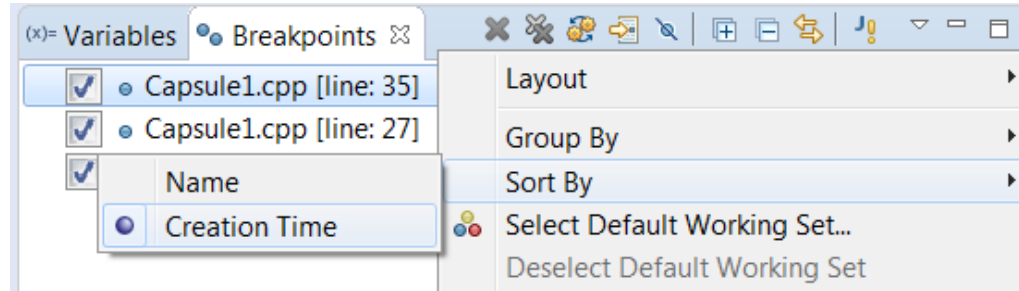 (x)= Variables Breakpoints
Capsule1.cpp [line: 35]
Capsule1.cpp [line: 27]
Name
Creation Time
Layout
Group By
Sort By
Select Default Working Set...
Deselect Default Working Set